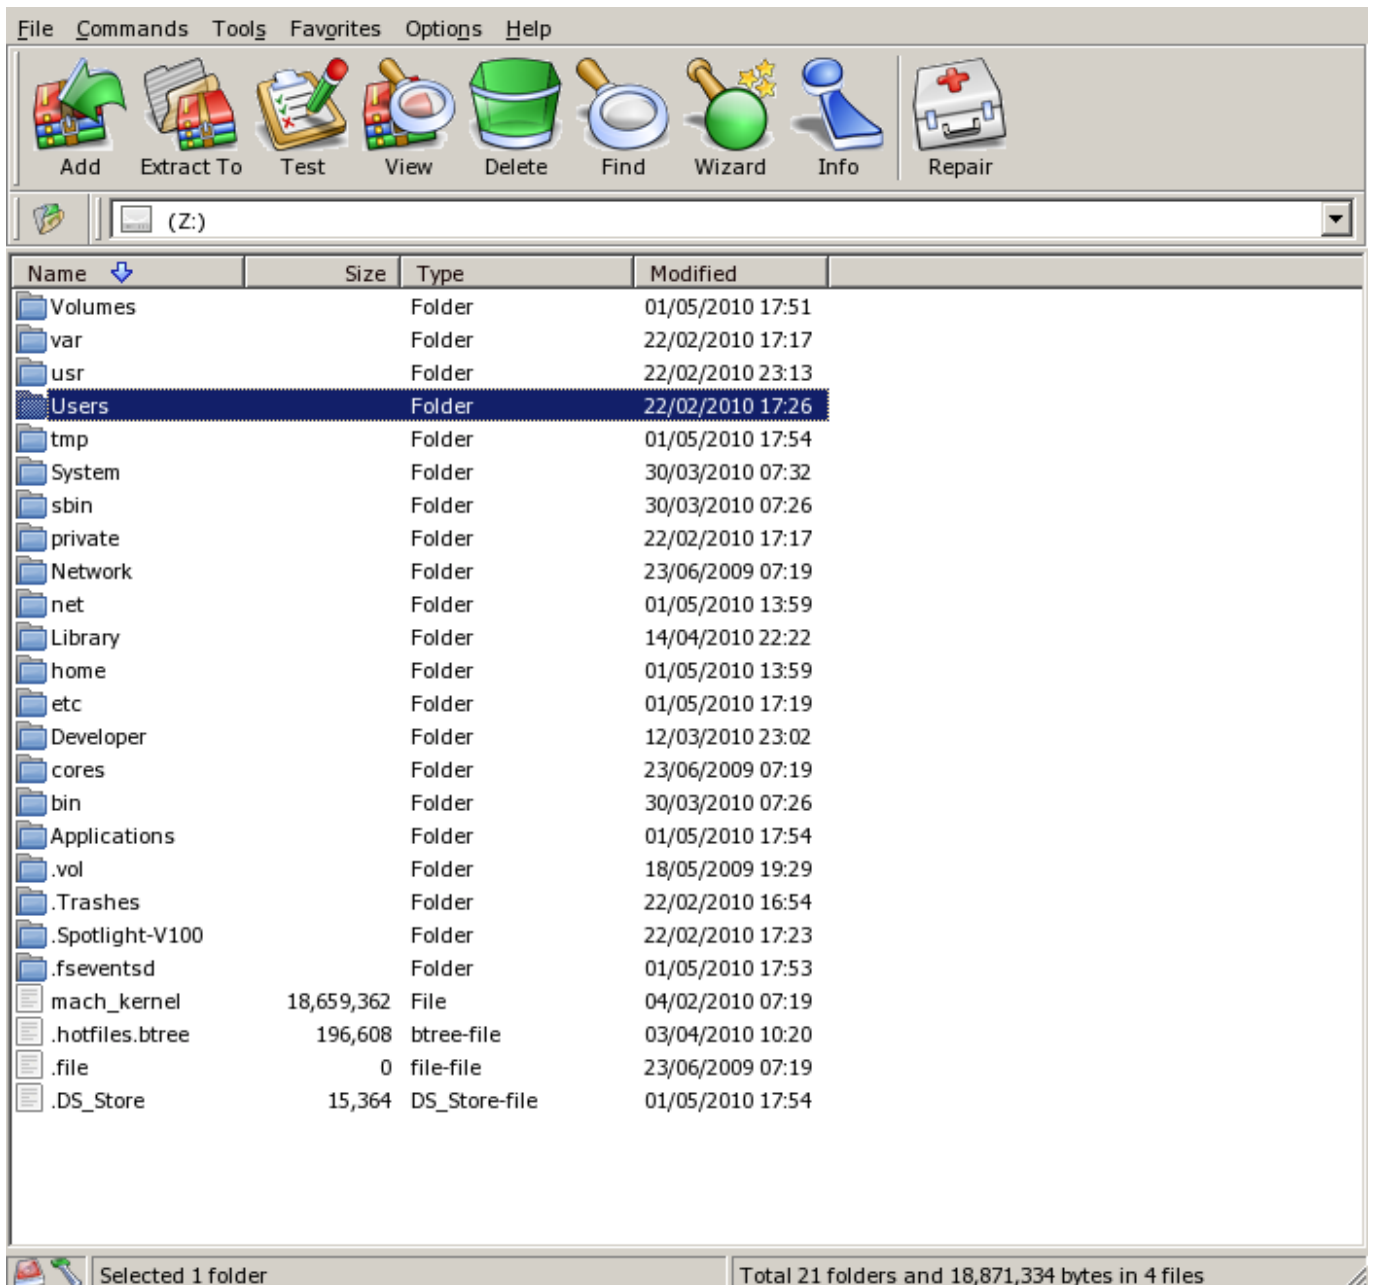 File Commands Tools Favorites Options Help
Add Extract To Test View Delete Find Wizard Info Repair
(Z:)
Name Size Type Modified
Volumes Folder 01/05/2010 17:51
var Folder 22/02/2010 17:17
usr Folder 22/02/2010 23:13
Users Folder 22/02/2010 17:26
tmp Folder 01/05/2010 17:54
System Folder 30/03/2010 07:32
sbin Folder 30/03/2010 07:26
private Folder 22/02/2010 17:17
Network Folder 23/06/2009 07:19
net Folder 01/05/2010 13:59
Library Folder 14/04/2010 22:22
home Folder 01/05/2010 13:59
etc Folder 01/05/2010 17:19
Developer Folder 12/03/2010 23:02
cores Folder 23/06/2009 07:19
bin Folder 30/03/2010 07:26
Applications Folder 01/05/2010 17:54
.vol Folder 18/05/2009 19:29
.Trashes Folder 22/02/2010 16:54
.Spotlight-V100 Folder 22/02/2010 17:23
.fseventsd Folder 01/05/2010 17:53
mach_kernel 18,659,362 File 04/02/2010 07:19
.hotfiles.btree 196,608 btree-file 03/04/2010 10:20
.file 0 file-file 23/06/2009 07:19
.DS_Store 15,364 DS_Store-file 01/05/2010 17:54
Selected 1 folder Total 21 folders and 18,871,334 bytes in 4 files